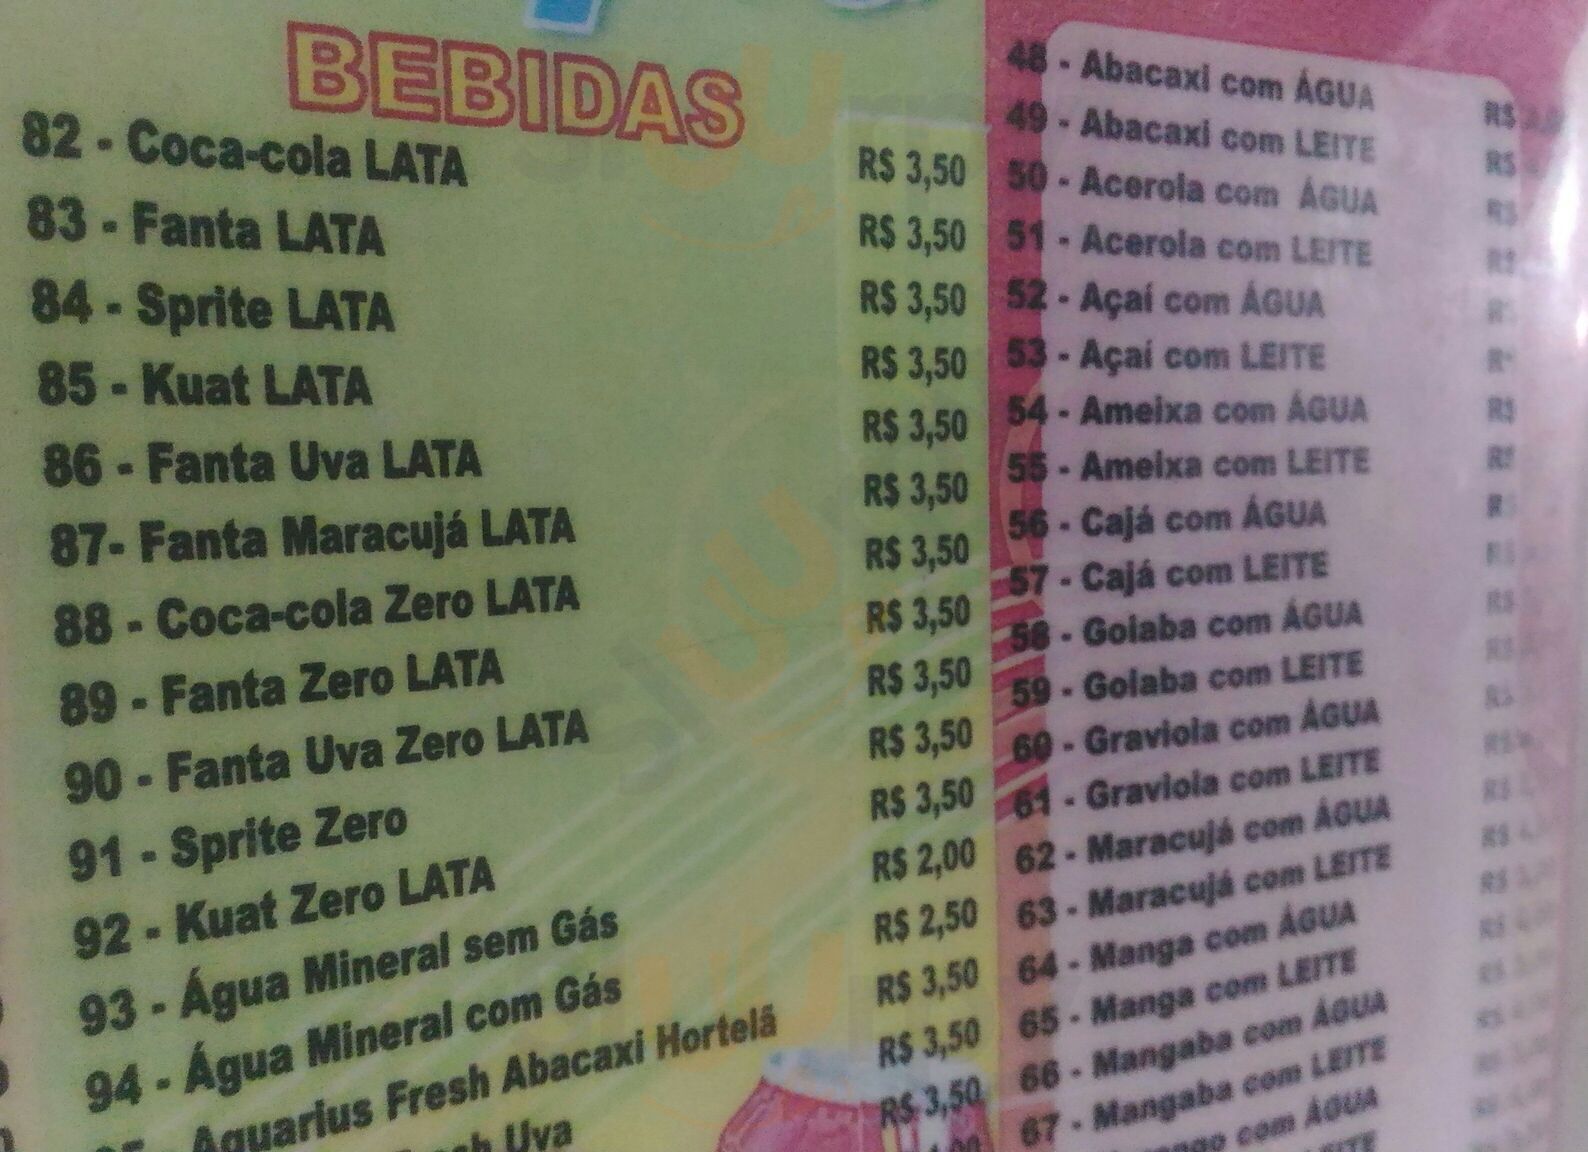 BEBIDAS
82 - Coca-cola LATA R$ 3,50
83 - Fanta LATA R$ 3,50
84 - Sprite LATA R$ 3,50
85 - Kuat LATA R$ 3,50
86 - Fanta Uva LATA R$ 3,50
87- Fanta Maracujá LATA R$ 3,50
88 - Coca-cola Zero LATA R$ 3,50
89 - Fanta Zero LATA R$ 3,50
90 - Fanta Uva Zero LATA R$ 3,50
91 - Sprite Zero R$ 3,50
92 - Kuat Zero LATA R$ 3,50
93 - Água Mineral sem Gás R$ 2,00
94 - Água Mineral com Gás R$ 2,50
Aquarius Fresh Abacaxi Hortelã R$ 3,50
Uva R$ 3,50
R$ 3,50
48 - Abacaxi com ÁGUA R$
49 - Abacaxi com LEITE R$
50 - Acerola com ÁGUA R$
51 - Acerola com LEITE R$
52 - Açaí com ÁGUA
53 - Açaí com LEITE
54 - Ameixa com ÁGUA R$
55 - Ameixa com LEITE R$
56 - Cajá com ÁGUA
57 - Cajá com LEITE R$
58 - Goiaba com ÁGUA R$
59 - Goiaba com LEITE R$
60 - Graviola com ÁGUA R$
61 - Graviola com LEITE R$
62 - Maracujá com ÁGUA R$
63 - Maracujá com LEITE R$
64 - Manga com ÁGUA R$
65 - Manga com LEITE R$
66 - Mangaba com ÁGUA R$
67 - Mangaba com LEITE R$
com ÁGUA
LEITE